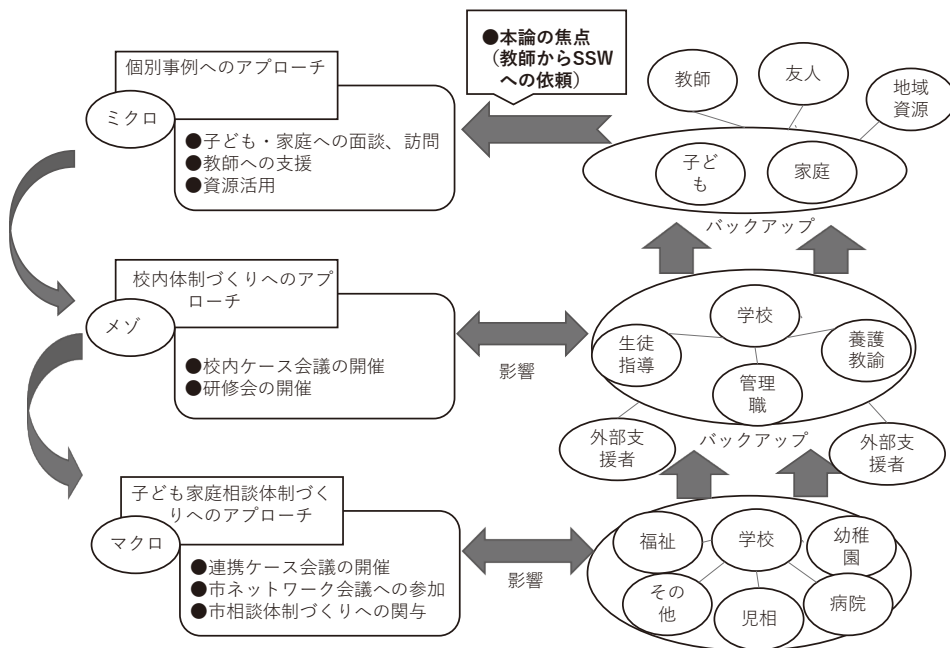 ●本論の焦点
（教師からSSW
への依頼）
個別事例へのアプローチ
ミクロ
●子ども・家庭への面談、訪問
●教師への支援
●資源活用
教師
友人
地域
資源
子ど
も
家庭
バックアップ
校内体制づくりへのアプ
ローチ
メゾ
●校内ケース会議の開催
●研修会の開催
影響
学校
生徒
指導
養護
教諭
管理
職
外部支
援者
バックアップ
外部支
援者
子ども家庭相談体制づく
りへのアプローチ
マクロ
●連携ケース会議の開催
●市ネットワーク会議への参加
●市相談体制づくりへの関与
影響
福祉
学校
幼稚
園
その
他
児相
病院